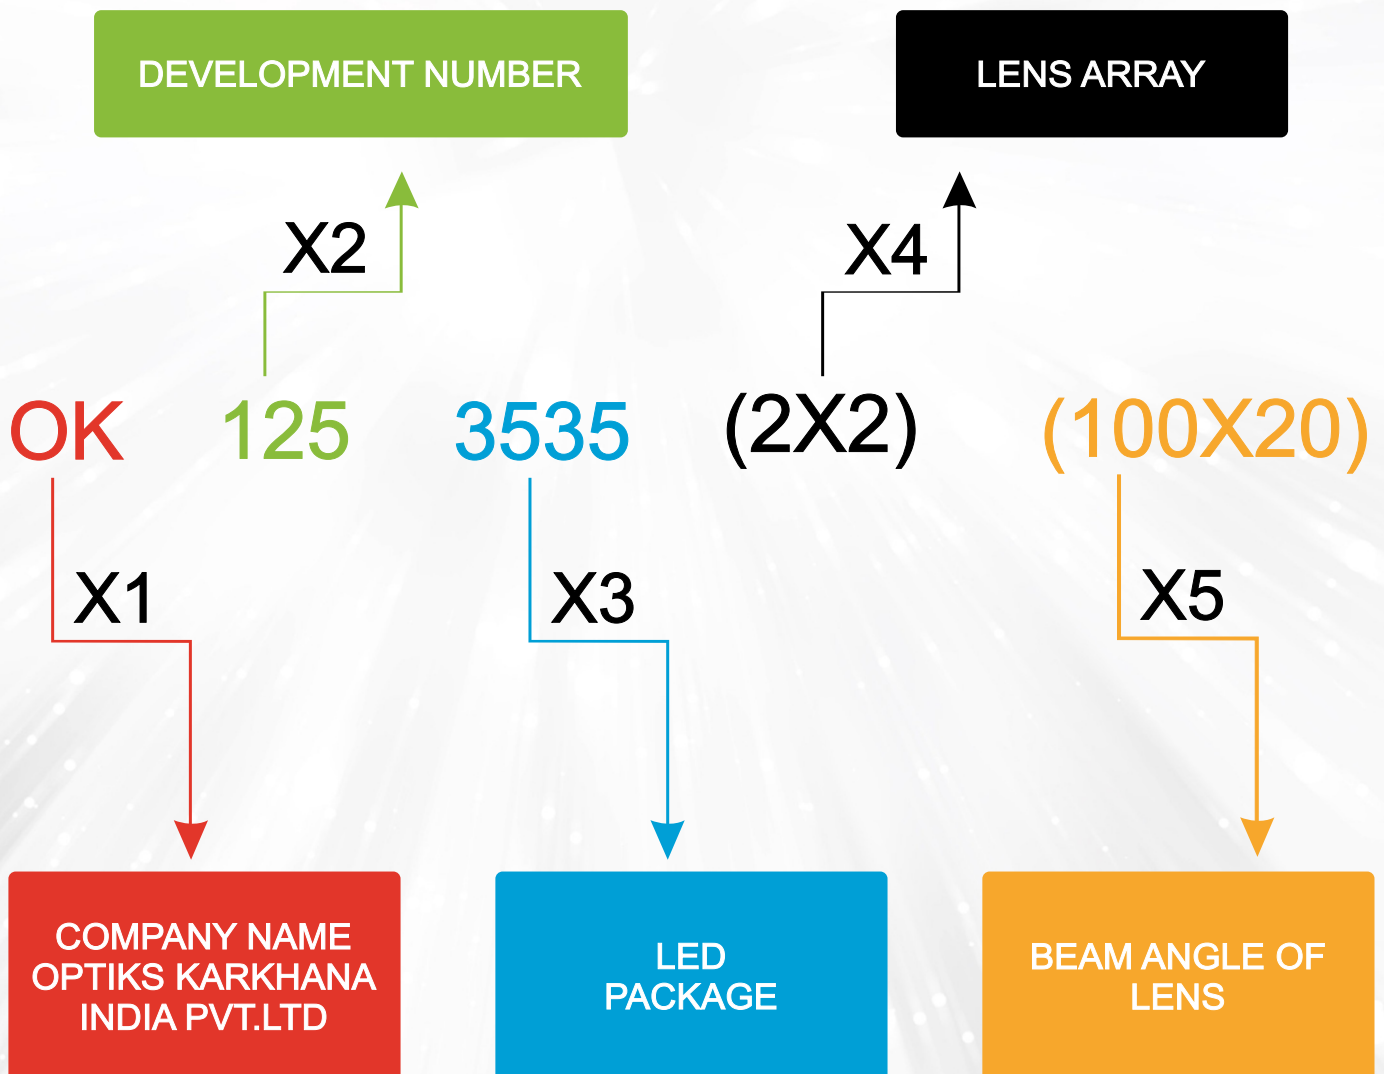 DEVELOPMENT NUMBER
LENS ARRAY
X2
X4
OK 125 3535 (2X2) (100X20)
X1
X3
X5
COMPANY NAME
OPTIKS KARKHANA
INDIA PVT.LTD
LED
PACKAGE
BEAM ANGLE OF
LENS